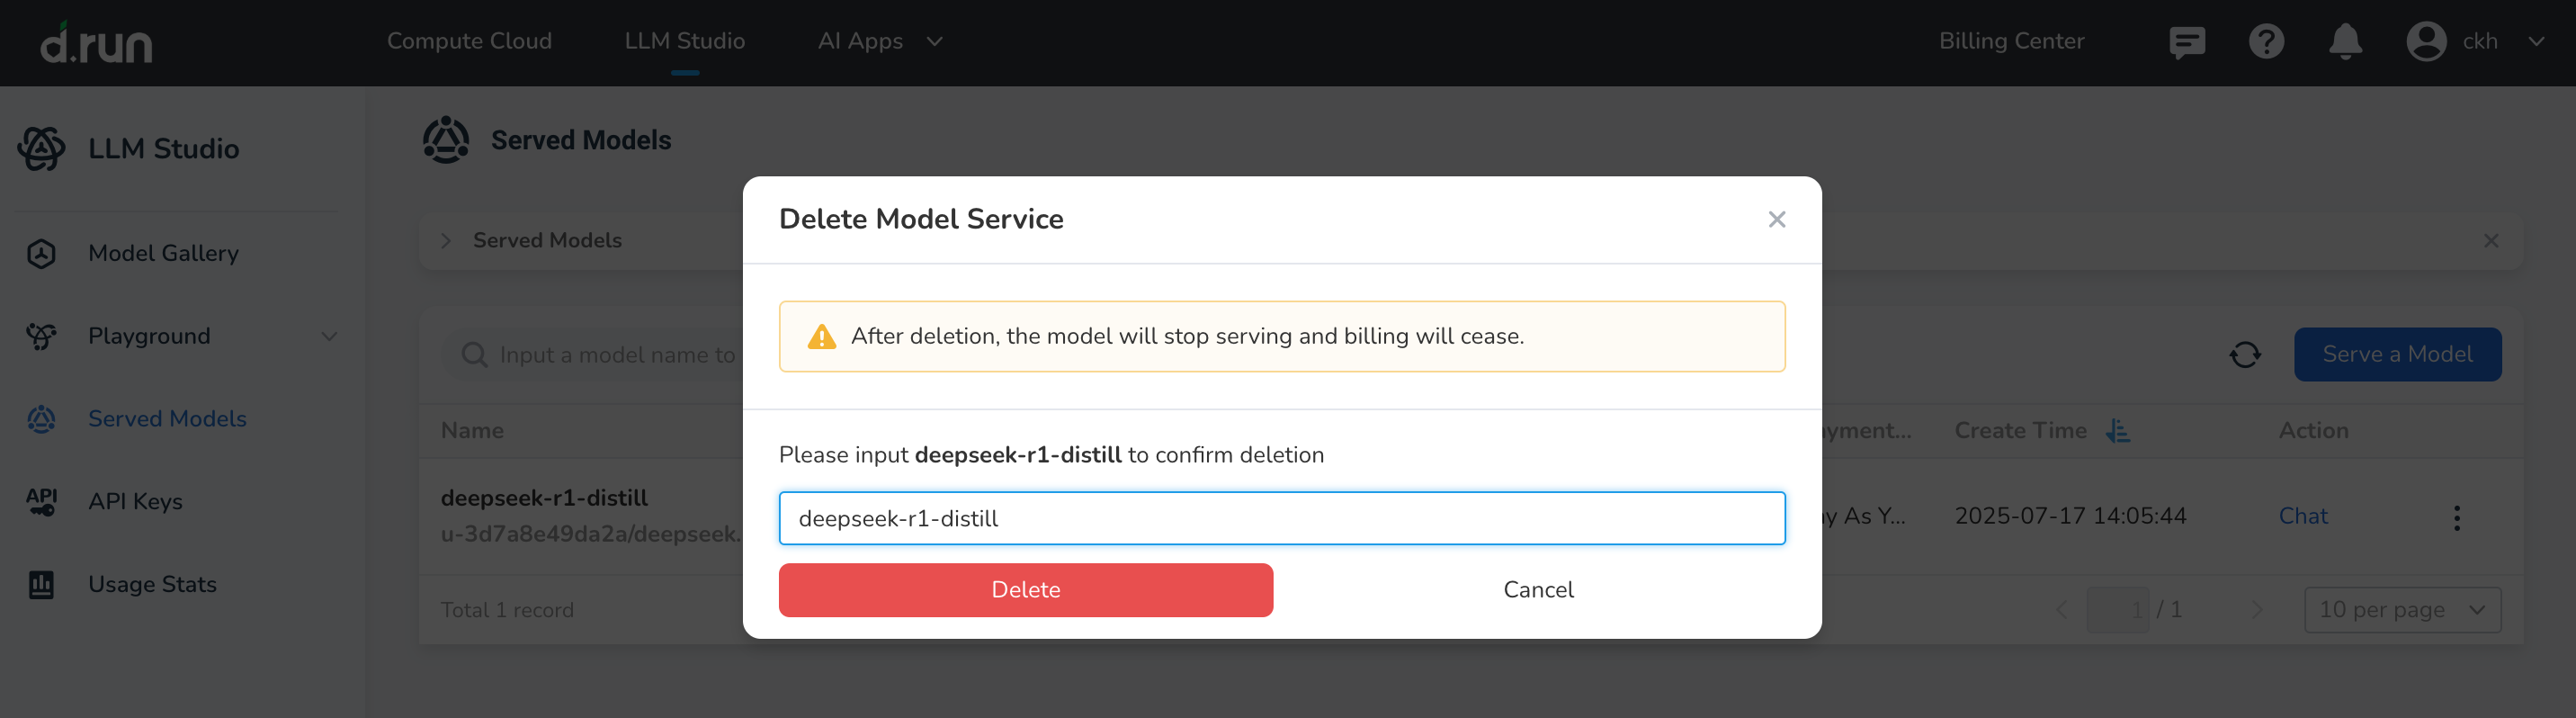 d.run
Compute Cloud
LLM Studio
AI Apps
Billing Center
ckh
LLM Studio
Model Gallery
Playground
Served Models
API
API Keys
Usage Stats
Served Models
Served Models
Input a model name to
Serve a Model
Name
Create Time
Action
deepseek-r1-distill
u-3d7a8e49da2a/deepseek.
As Y...
2025-07-17 14:05:44
Chat
Total 1 record
1 / 1
10 per page
Delete Model Service
After deletion, the model will stop serving and billing will cease.
Please input deepseek-r1-distill to confirm deletion
deepseek-r1-distill
Delete
Cancel